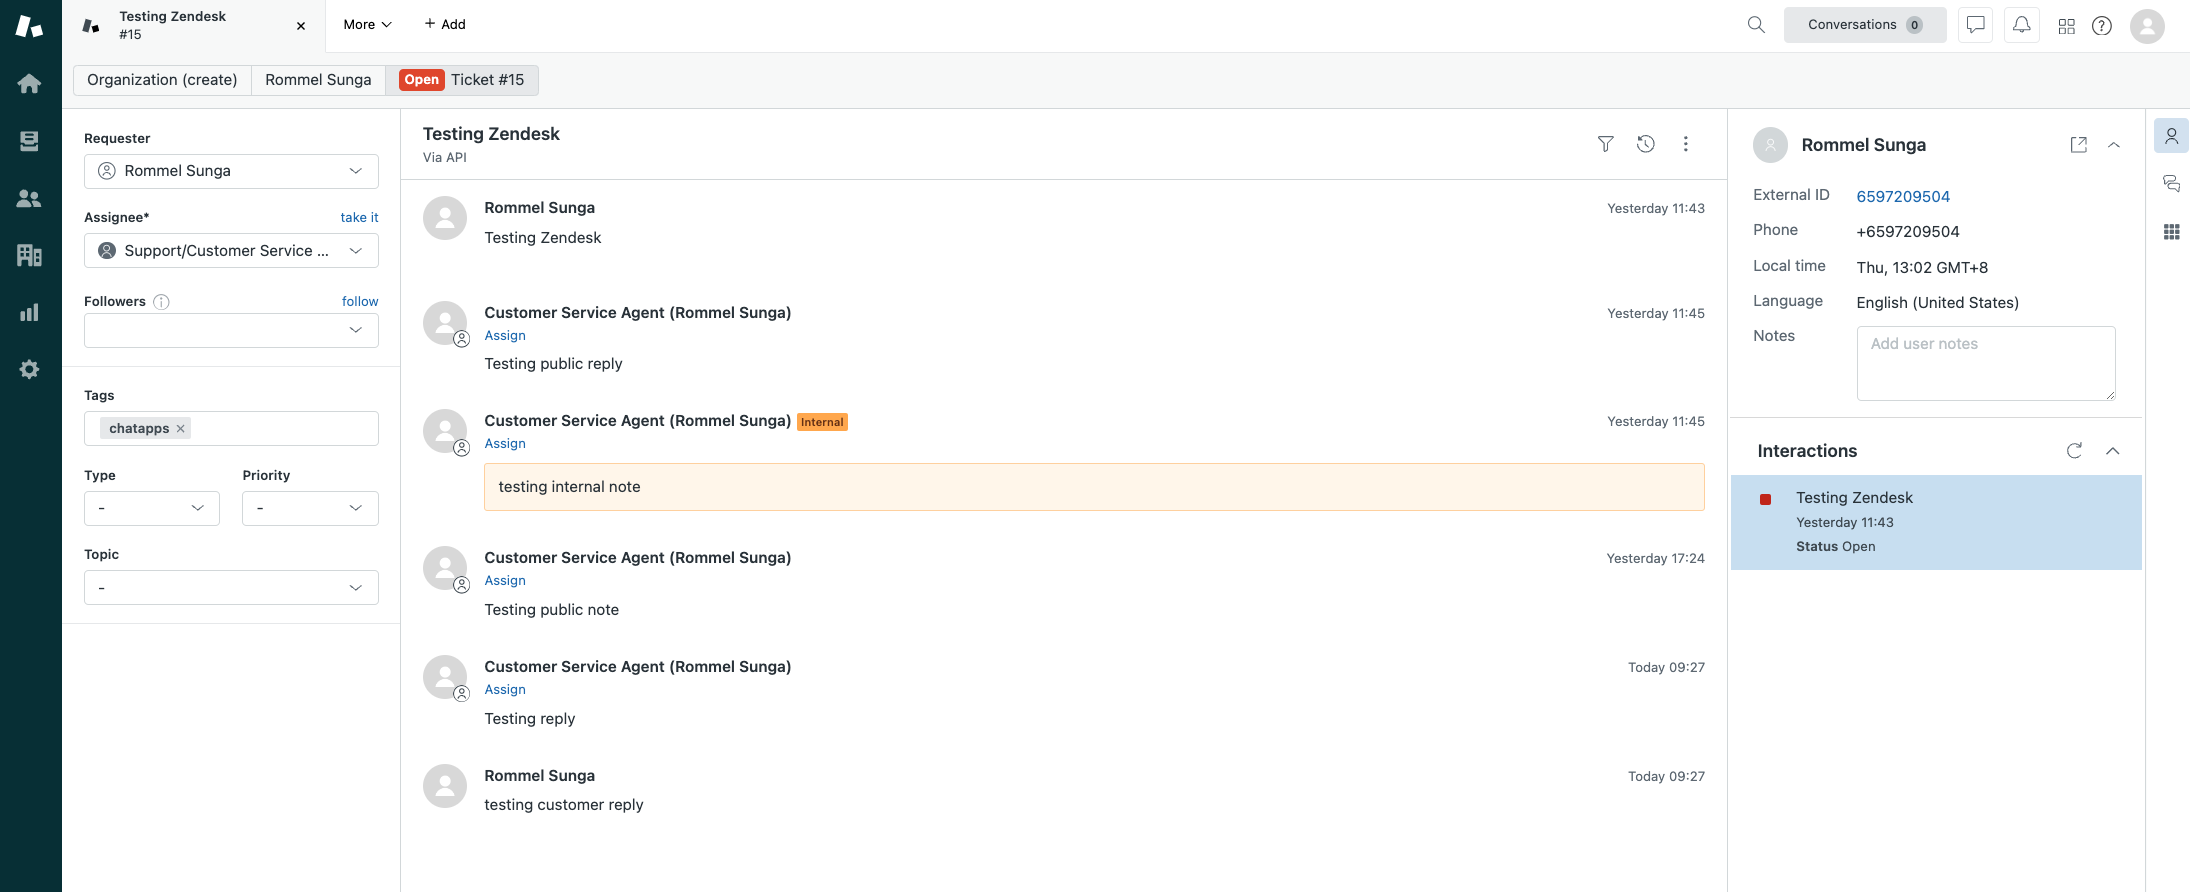 Testing Zendesk
#15
More
+ Add
Conversations 0
Organization (create)
Rommel Sunga
Open Ticket #15
Requester
Rommel Sunga
Assignee* take it
Support/Customer Service ...
Followers follow
Tags
chatapps ×
Type Priority
- -
Topic
-
Testing Zendesk
Via API
Rommel Sunga Yesterday 11:43
Testing Zendesk
Customer Service Agent (Rommel Sunga) Yesterday 11:45
Assign
Testing public reply
Customer Service Agent (Rommel Sunga) Internal Yesterday 11:45
Assign
testing internal note
Customer Service Agent (Rommel Sunga) Yesterday 17:24
Assign
Testing public note
Customer Service Agent (Rommel Sunga) Today 09:27
Assign
Testing reply
Rommel Sunga Today 09:27
testing customer reply
Rommel Sunga
External ID 6597209504
Phone +6597209504
Local time Thu, 13:02 GMT+8
Language English (United States)
Notes Add user notes
Interactions
Testing Zendesk
Yesterday 11:43
Status Open